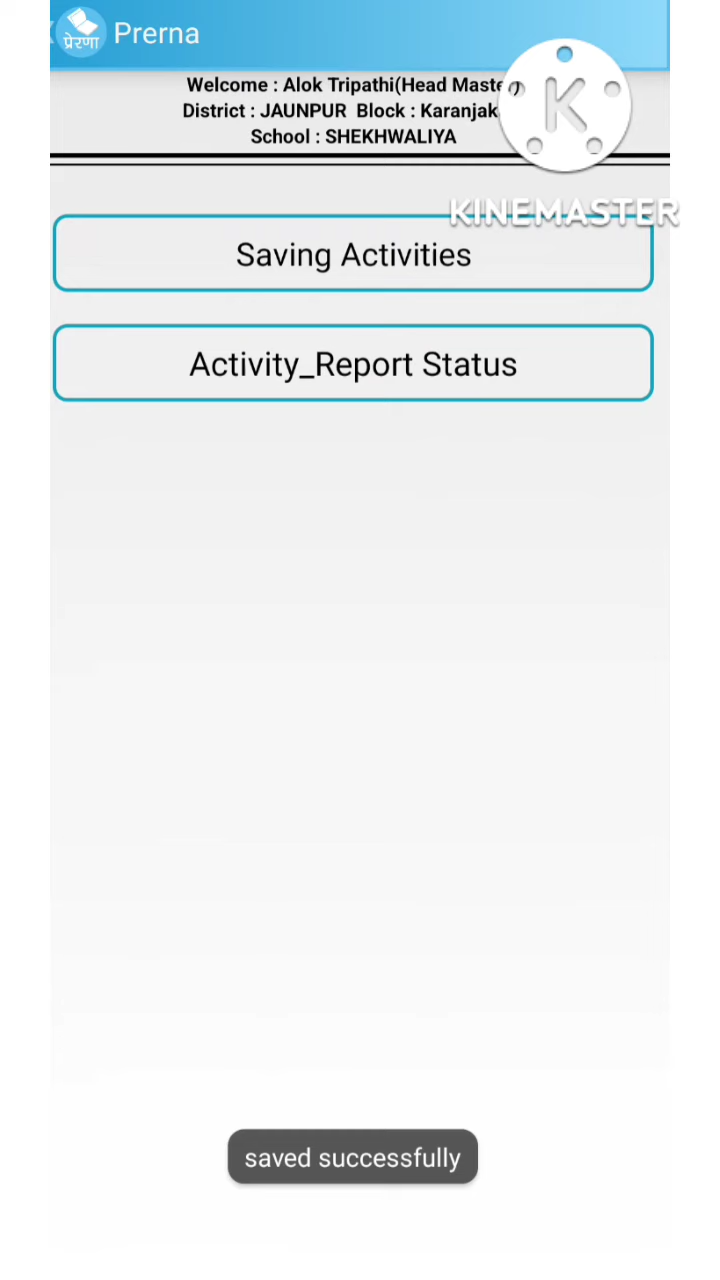 प्रेरणा
Prerna
Welcome : Alok Tripathi(Head Master)
District : JAUNPUR Block : Karanjak
School : SHEKHWALIYA
K
KINEMASTER
Saving Activities
Activity_Report Status
saved successfully